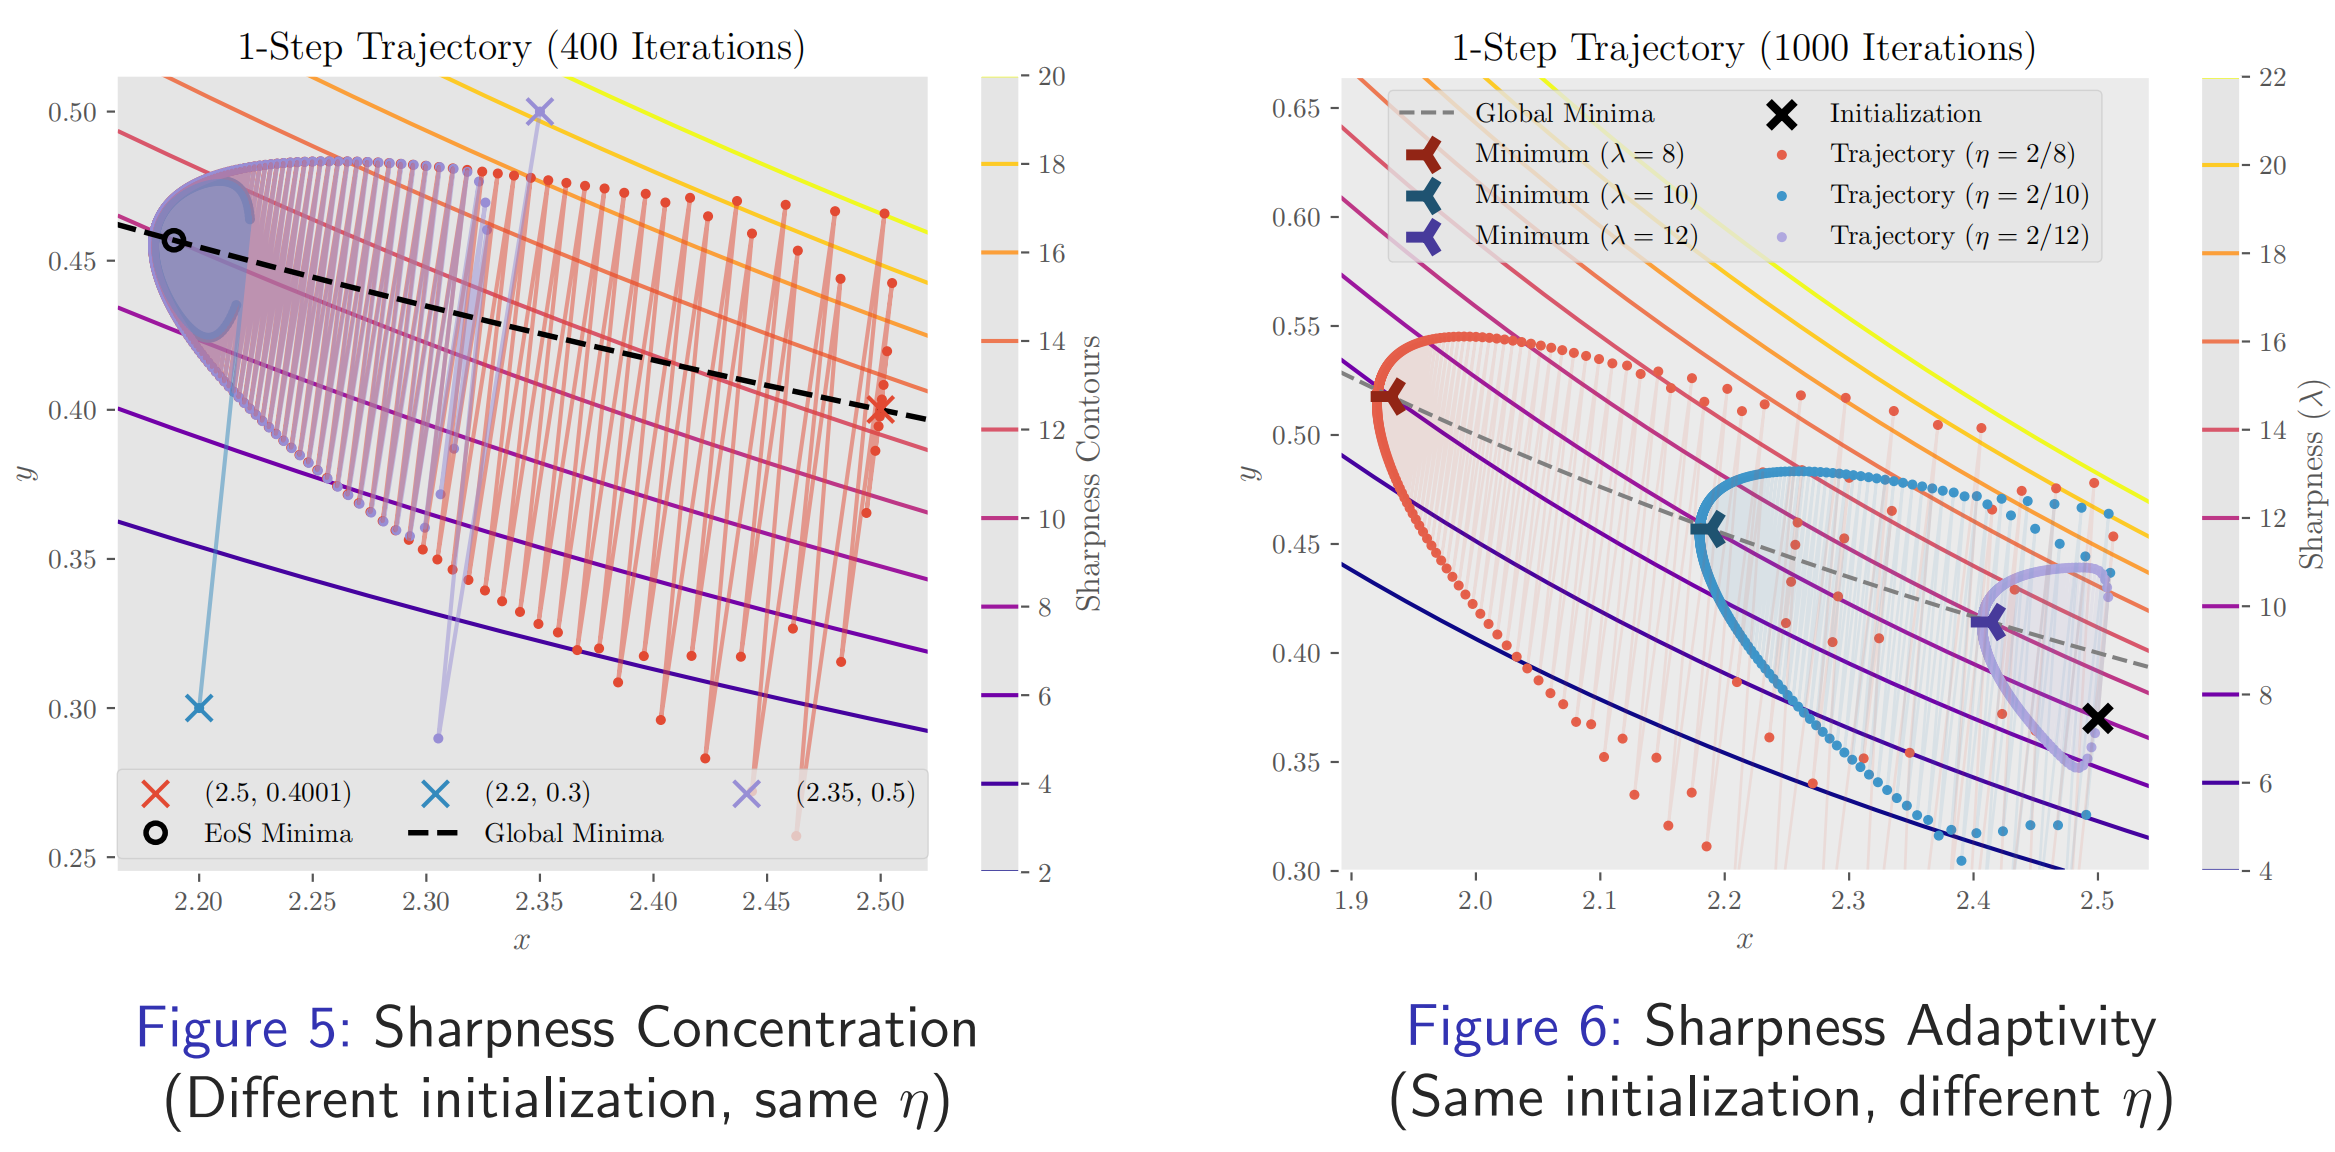 1-Step Trajectory (400 Iterations)
0.50
0.45
0.40
0.35
0.30
0.25
y
2.20 2.25 2.30 2.35 2.40 2.45 2.50
x
(2.5, 0.4001) (2.2, 0.3) (2.35, 0.5)
EoS Minima Global Minima
20
18
16
14
12
10
8
6
4
2
Sharpness Contours
Figure 5: Sharpness Concentration
(Different initialization, same η)
1-Step Trajectory (1000 Iterations)
0.65
0.60
0.55
0.50
0.45
0.40
0.35
0.30
y
1.9 2.0 2.1 2.2 2.3 2.4 2.5
x
Global Minima Initialization
Minimum (λ = 8) Trajectory (η = 2/8)
Minimum (λ = 10) Trajectory (η = 2/10)
Minimum (λ = 12) Trajectory (η = 2/12)
22
20
18
16
14
12
10
8
6
4
Sharpness (λ)
Figure 6: Sharpness Adaptivity
(Same initialization, different η)